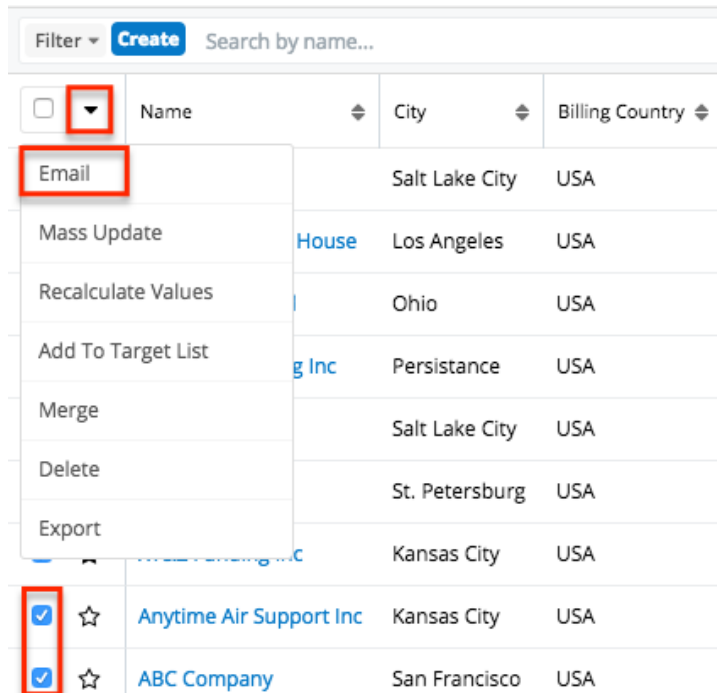 Filter Create Search by name...
Name City Billing Country
Email Salt Lake City USA
Mass Update House Los Angeles USA
Recalculate Values Ohio USA
Add To Target List g Inc Persistance USA
Merge Salt Lake City USA
Delete St. Petersburg USA
Export Kansas City USA
Anytime Air Support Inc Kansas City USA
ABC Company San Francisco USA